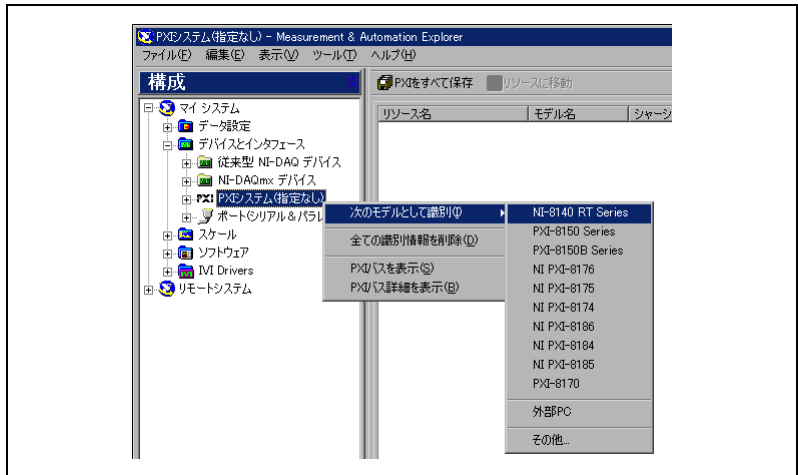 PXIシステム(指定なし) - Measurement & Automation Explorer
ファイル(F) 編集(E) 表示(V) ツール(T) ヘルプ(H)
構成
PXIをすべて保存 リソースに移動
リソース名 モデル名 シャーシ
マイ システム
データ設定
デバイスとインタフェース
従来型 NI-DAQ デバイス
NI-DAQmx デバイス
PXI PXIシステム(指定なし)
ポート(シリアル&パラレ
スケール
ソフトウェア
IVI Drivers
リモートシステム
次のモデルとして識別(I)
全ての識別情報を削除(D)
PXIバスを表示(S)
PXIバス詳細を表示(B)
NI-8140 RT Series
PXI-8150 Series
PXI-8150B Series
NI PXI-8176
NI PXI-8175
NI PXI-8174
NI PXI-8186
NI PXI-8184
NI PXI-8185
PXI-8170
外部PC
その他...